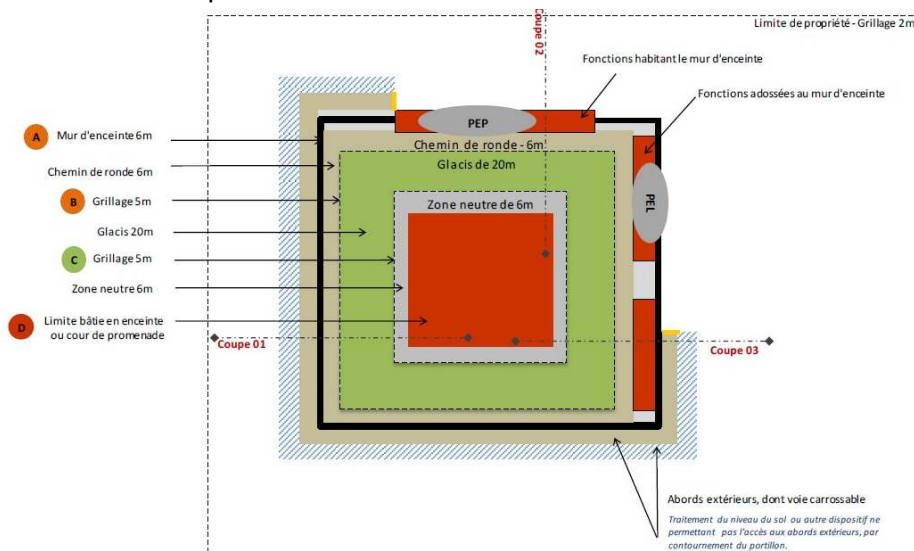 Limite de propriété - Grillage 2m
Coupe 02
Fonctions habitant le mur d'enceinte
Fonctions adossées au mur d'enceinte
PEP
A Mur d'enceinte 6m
Chemin de ronde - 6m
Glacis de 20m
Chemin de ronde 6m
PEL
B Grillage 5m
Zone neutre de 6m
Glacis 20m
C Grillage 5m
Zone neutre 6m
D Limite bâtie en enceinte
ou cour de promenade
Coupe 01
Coupe 03
Abords extérieurs, dont voie carrossable
Traitement du niveau du sol ou autre dispositif ne
permettant pas l'accès aux abords extérieurs, par
contournement du portillon.